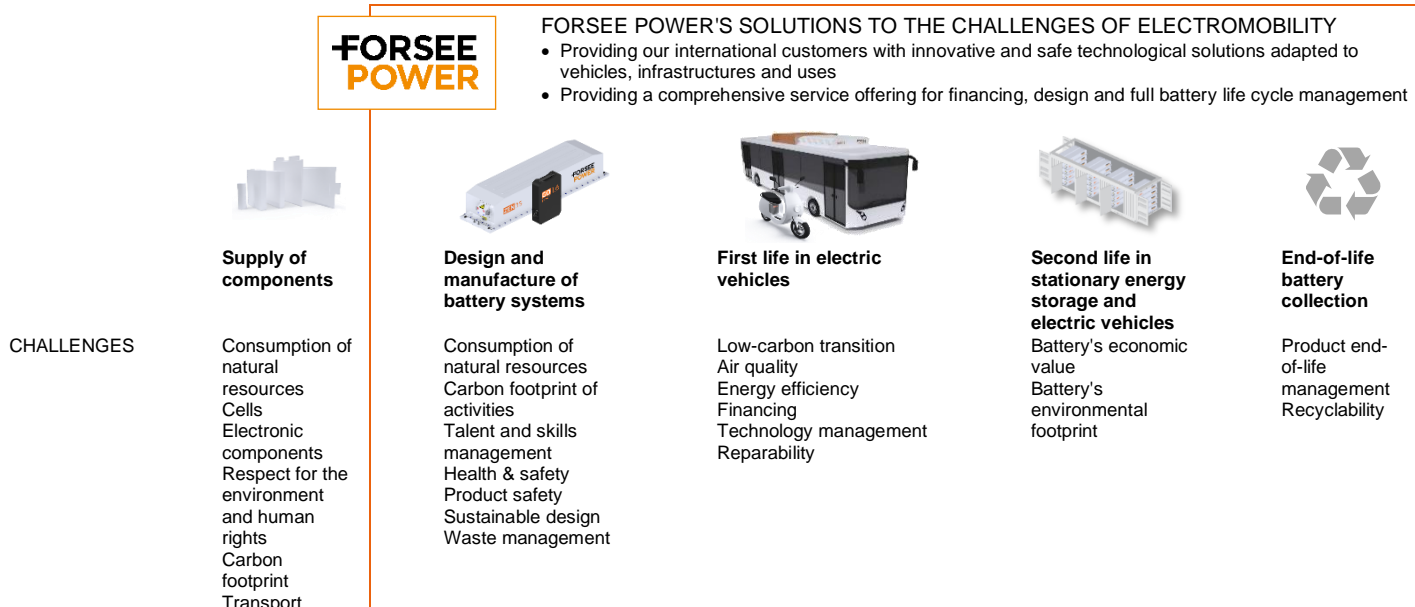 FORSEE
POWER
FORSEE POWER'S SOLUTIONS TO THE CHALLENGES OF ELECTROMOBILITY
• Providing our international customers with innovative and safe technological solutions adapted to
vehicles, infrastructures and uses
• Providing a comprehensive service offering for financing, design and full battery life cycle management
FORSEE
POWER
Supply of
components
Design and
manufacture of
battery systems
First life in electric
vehicles
Second life in
stationary energy
storage and
electric vehicles
End-of-life
battery
collection
CHALLENGES
Consumption of
natural
resources
Cells
Electronic
components
Respect for the
environment
and human
rights
Carbon
footprint
Transport
Consumption of
natural resources
Carbon footprint of
activities
Talent and skills
management
Health & safety
Product safety
Sustainable design
Waste management
Low-carbon transition
Air quality
Energy efficiency
Financing
Technology management
Reparability
Battery's economic
value
Battery's
environmental
footprint
Product end-
of-life
management
Recyclability